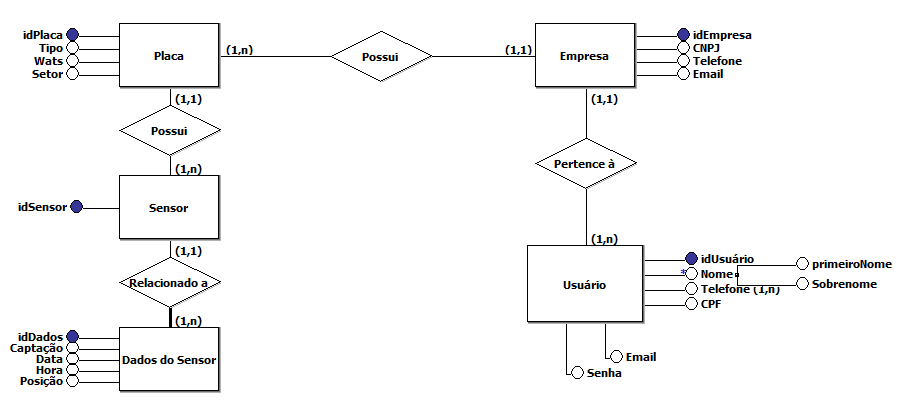 idPlaca
Tipo
Wats
Setor
Placa
(1,n)
Possui
(1,1)
Empresa
idEmpresa
CNPJ
Telefone
Email
(1,1)
Possui
(1,n)
(1,1)
Pertence à
(1,n)
idSensor
Sensor
(1,1)
Relacionado a
(1,n)
Usuário
idUsuário
*
Nome
primeiroNome
Sobrenome
Telefone (1,n)
CPF
Email
Senha
idDados
Captação
Data
Hora
Posição
Dados do Sensor